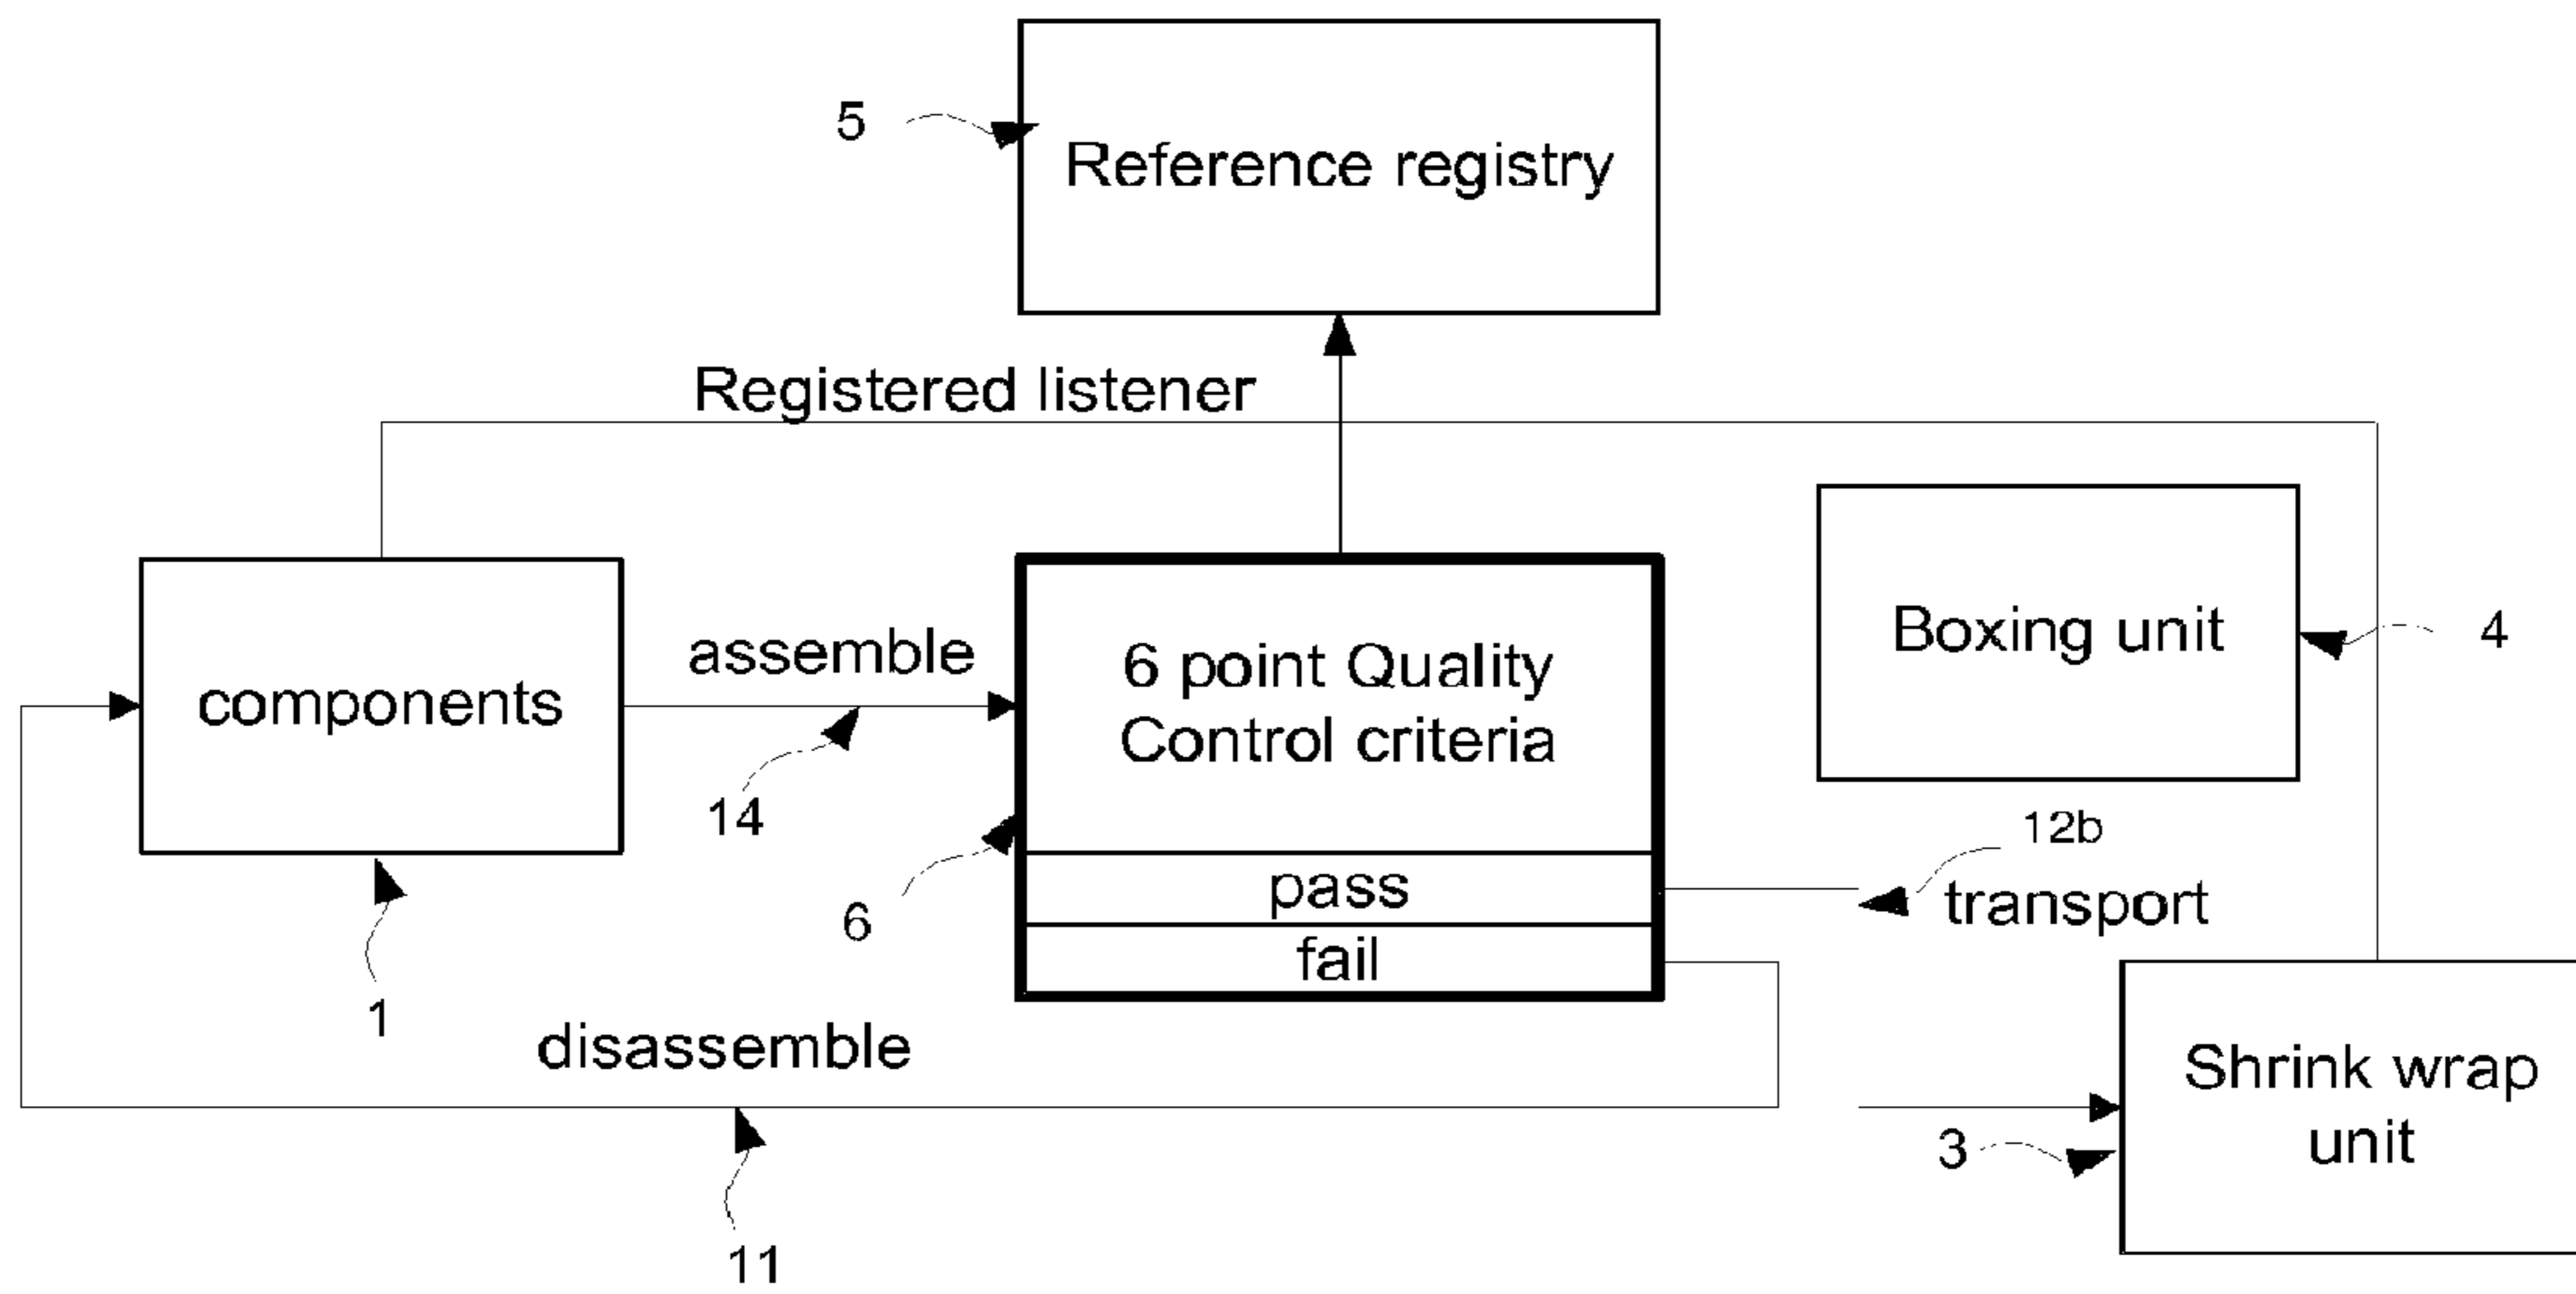 5
Reference registry
Registered listener
components
assemble
14
6 point Quality
Control criteria
Boxing unit
4
12b
pass
transport
6
fail
1
disassemble
Shrink wrap
unit
3
11